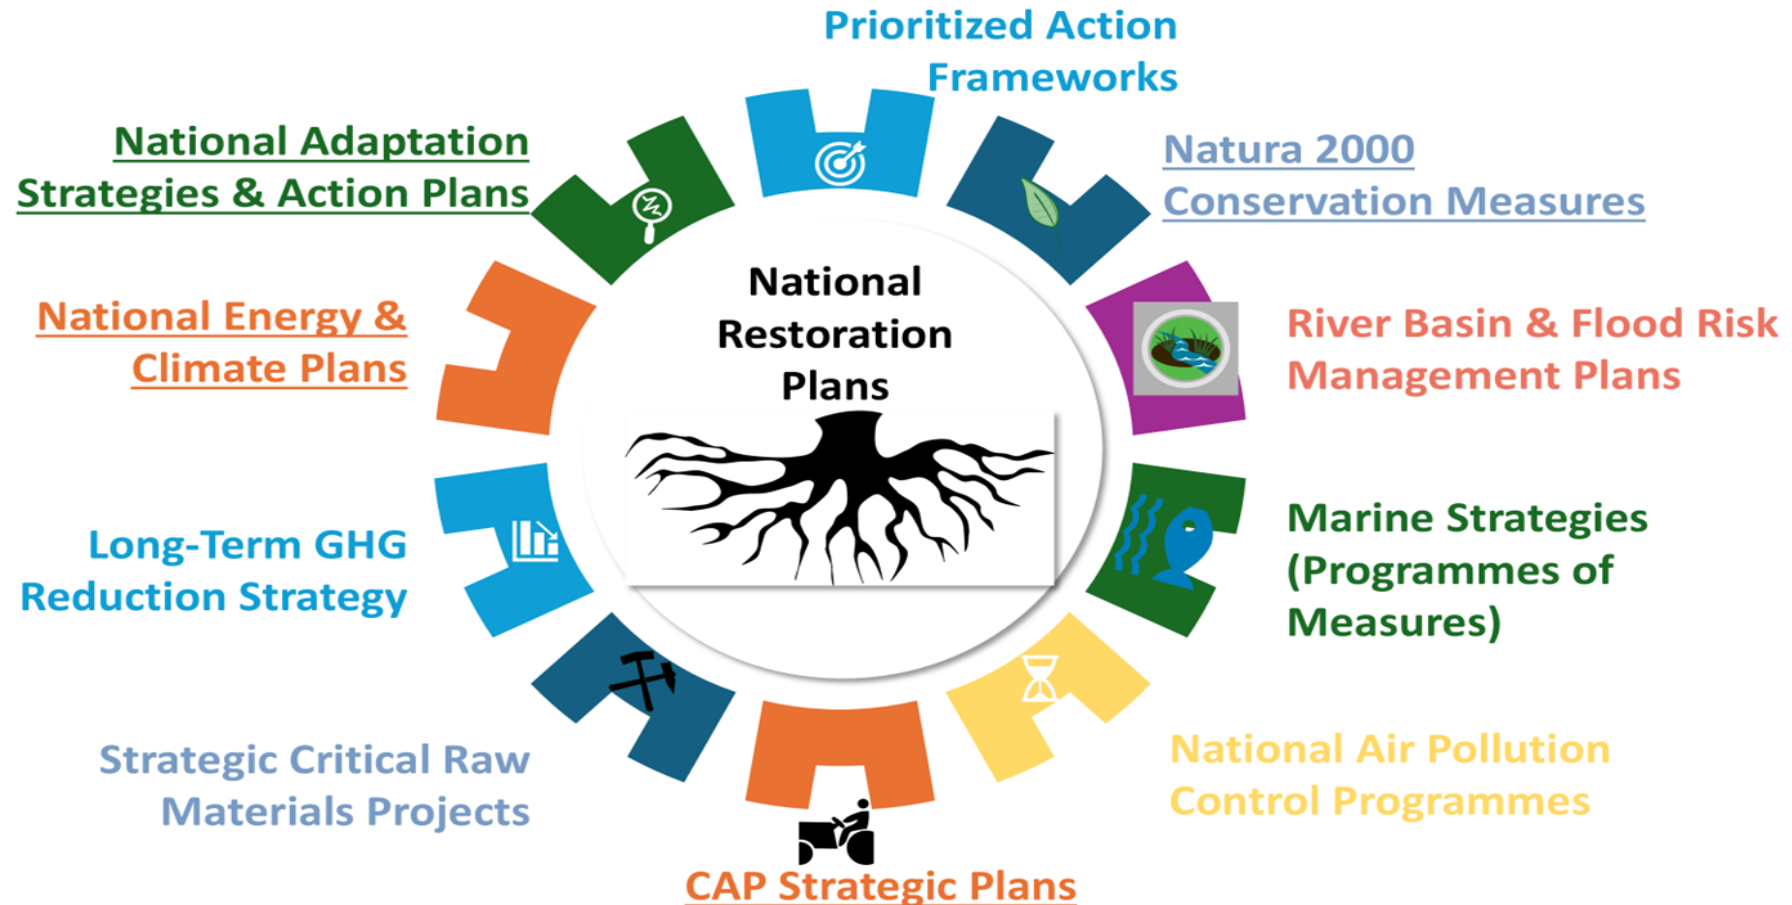 Prioritized Action
Frameworks
National Adaptation
Strategies & Action Plans
Natura 2000
Conservation Measures
National Energy &
Climate Plans
National
Restoration
Plans
River Basin & Flood Risk
Management Plans
Long-Term GHG
Reduction Strategy
Marine Strategies
(Programmes of
Measures)
Strategic Critical Raw
Materials Projects
National Air Pollution
Control Programmes
CAP Strategic Plans